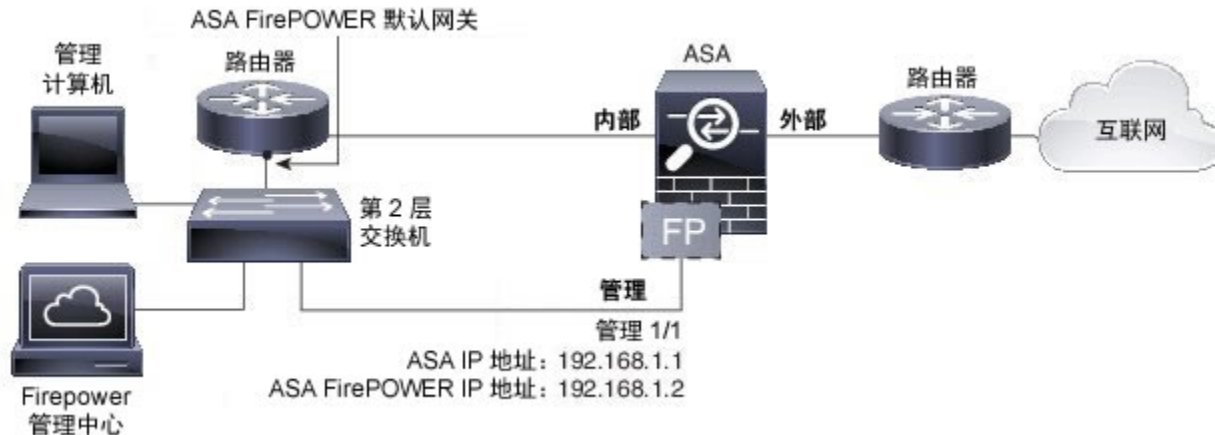 ASA FirePOWER 默认网关
管理
计算机
路由器
ASA
路由器
内部
外部
互联网
第 2 层
交换机
FP
管理
管理 1/1
ASA IP 地址：192.168.1.1
ASA FirePOWER IP 地址：192.168.1.2
Firepower
管理中心